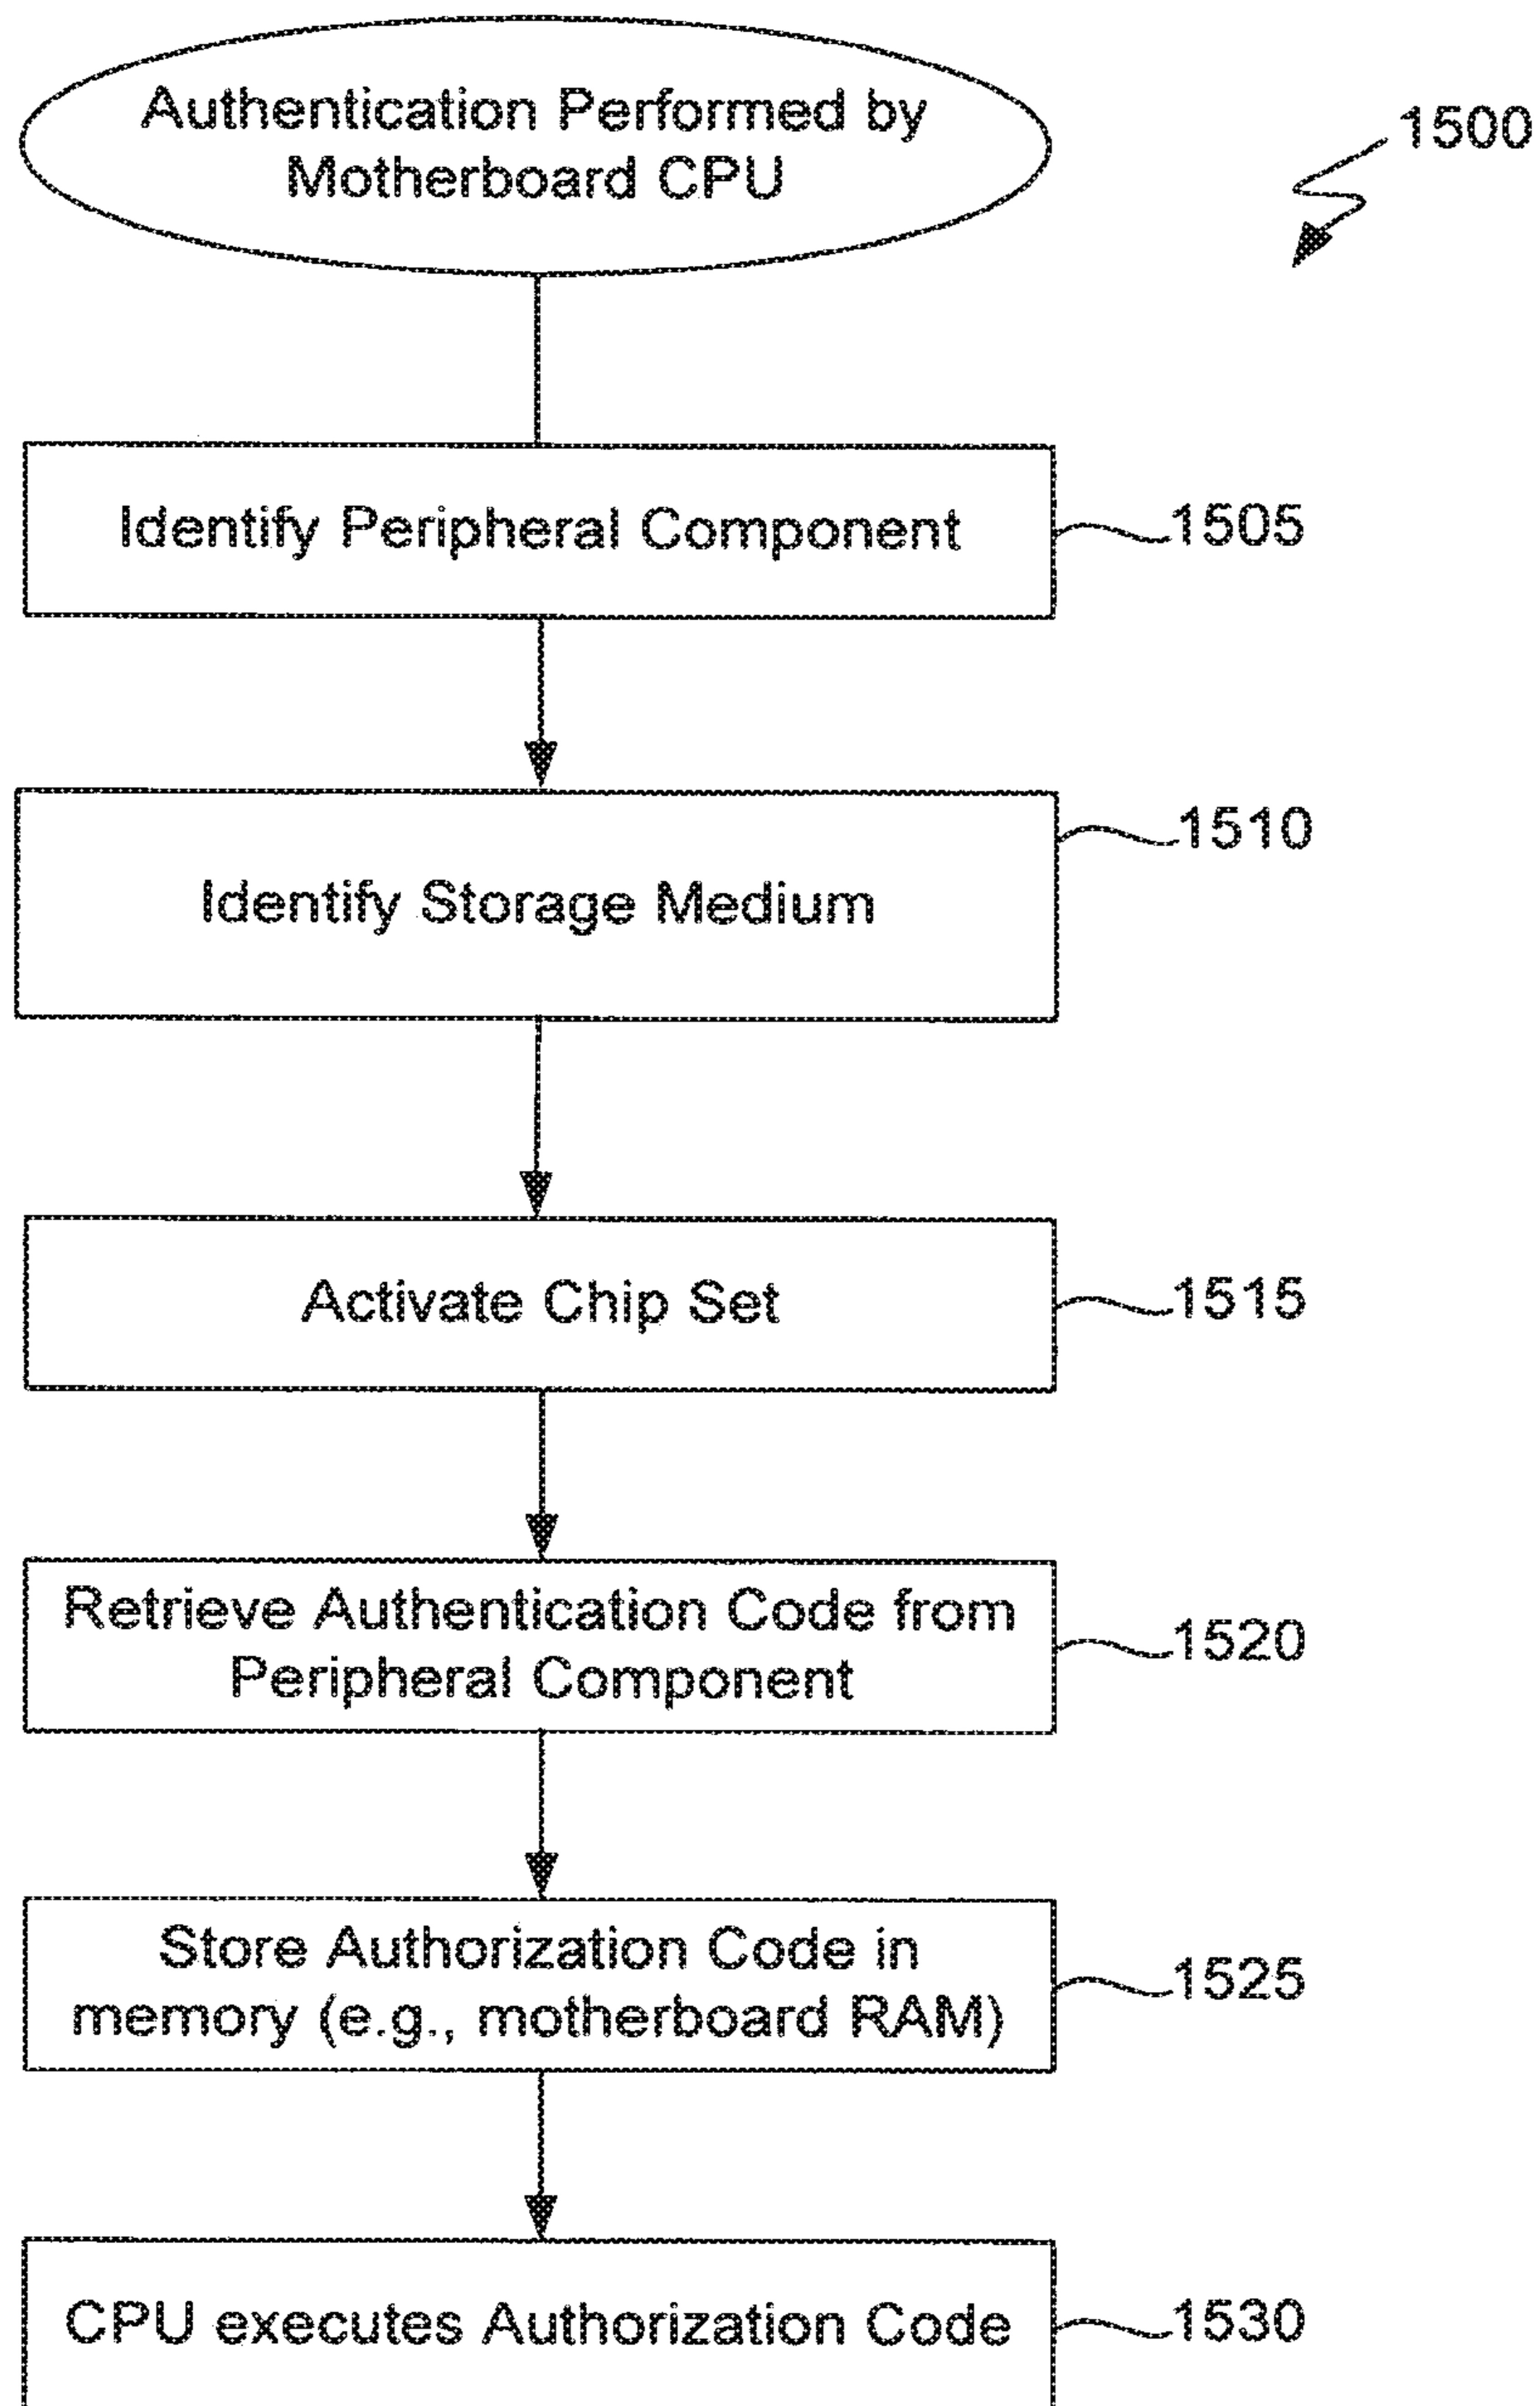 Authentication Performed by
Motherboard CPU
1500
Identify Peripheral Component
1505
Identify Storage Medium
1510
Activate Chip Set
1515
Retrieve Authentication Code from
Peripheral Component
1520
Store Authorization Code in
memory (e.g., motherboard RAM)
1525
CPU executes Authorization Code
1530